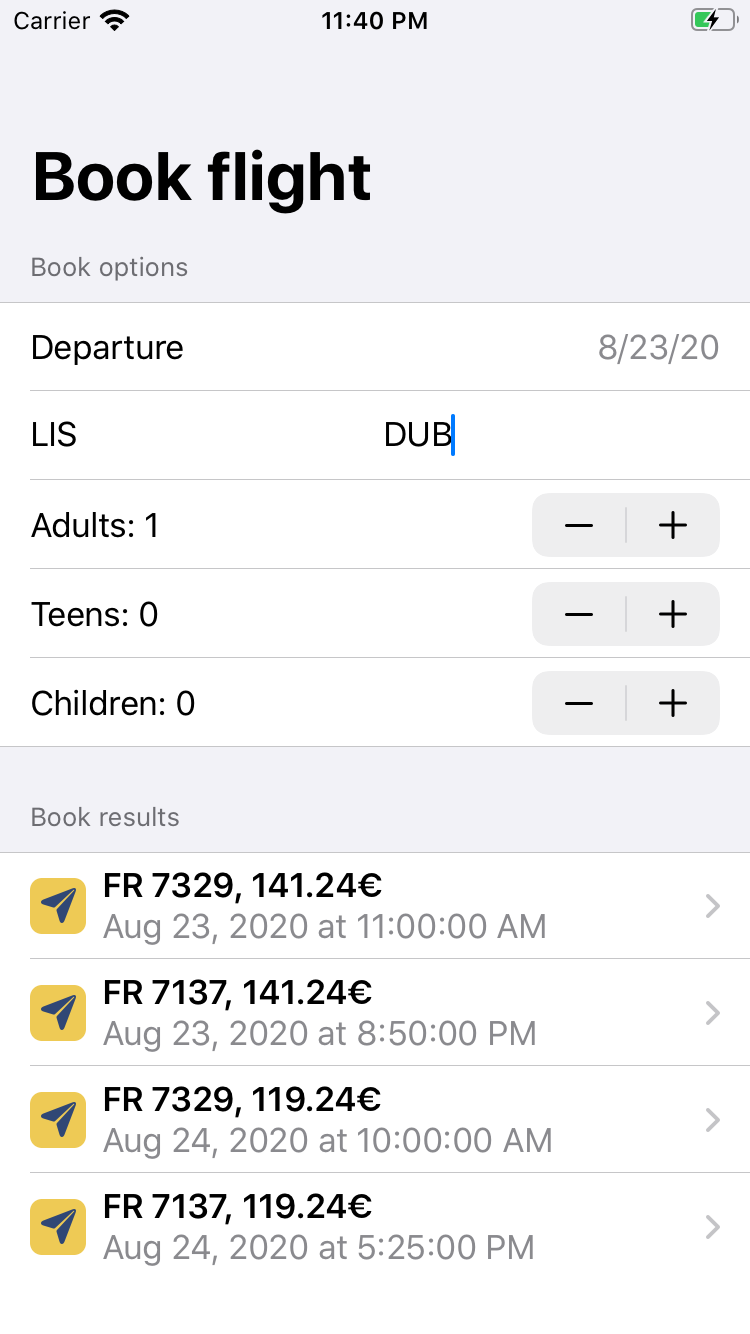 Carrier 11:40 PM
Book flight
Book options
Departure 8/23/20
LIS DUB
Adults: 1 — +
Teens: 0 — +
Children: 0 — +
Book results
FR 7329, 141.24€
Aug 23, 2020 at 11:00:00 AM
FR 7137, 141.24€
Aug 23, 2020 at 8:50:00 PM
FR 7329, 119.24€
Aug 24, 2020 at 10:00:00 AM
FR 7137, 119.24€
Aug 24, 2020 at 5:25:00 PM